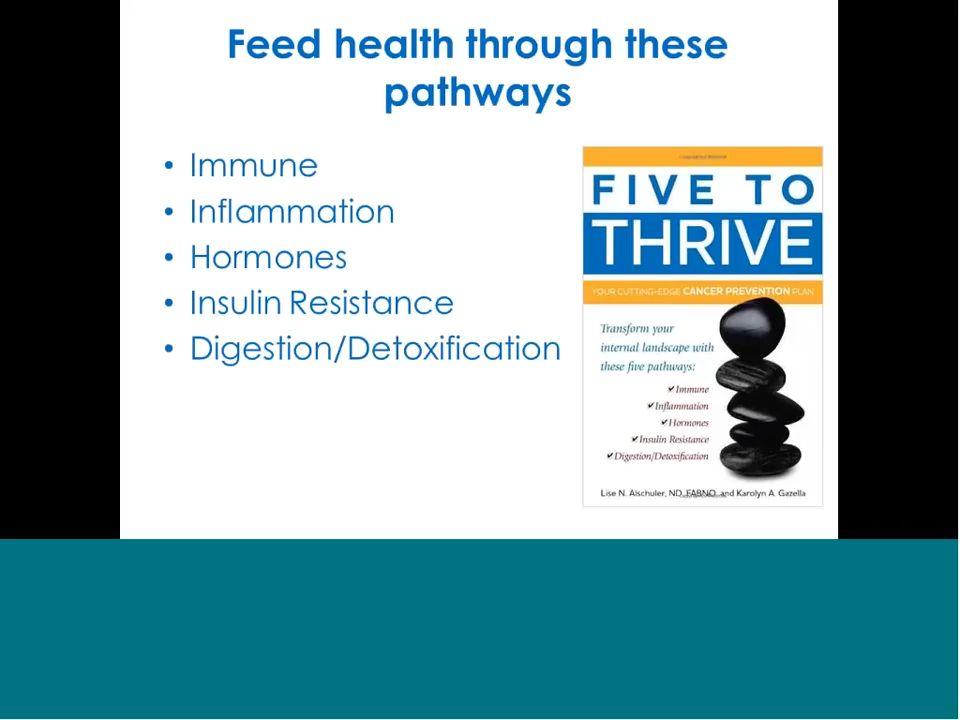 Feed health through these
pathways
• Immune
• Inflammation
• Hormones
• Insulin Resistance
• Digestion/Detoxification
FIVE TO
THRIVE
YOUR CUTTING-EDGE CANCER PREVENTION PLAN
Transform your
internal landscape with
these five pathways:
✔Immune
✔Inflammation
✔Hormones
✔Insulin Resistance
✔Digestion/Detoxification
Lise N. Alschuler, ND, FABNO, and Karolyn A. Gazella